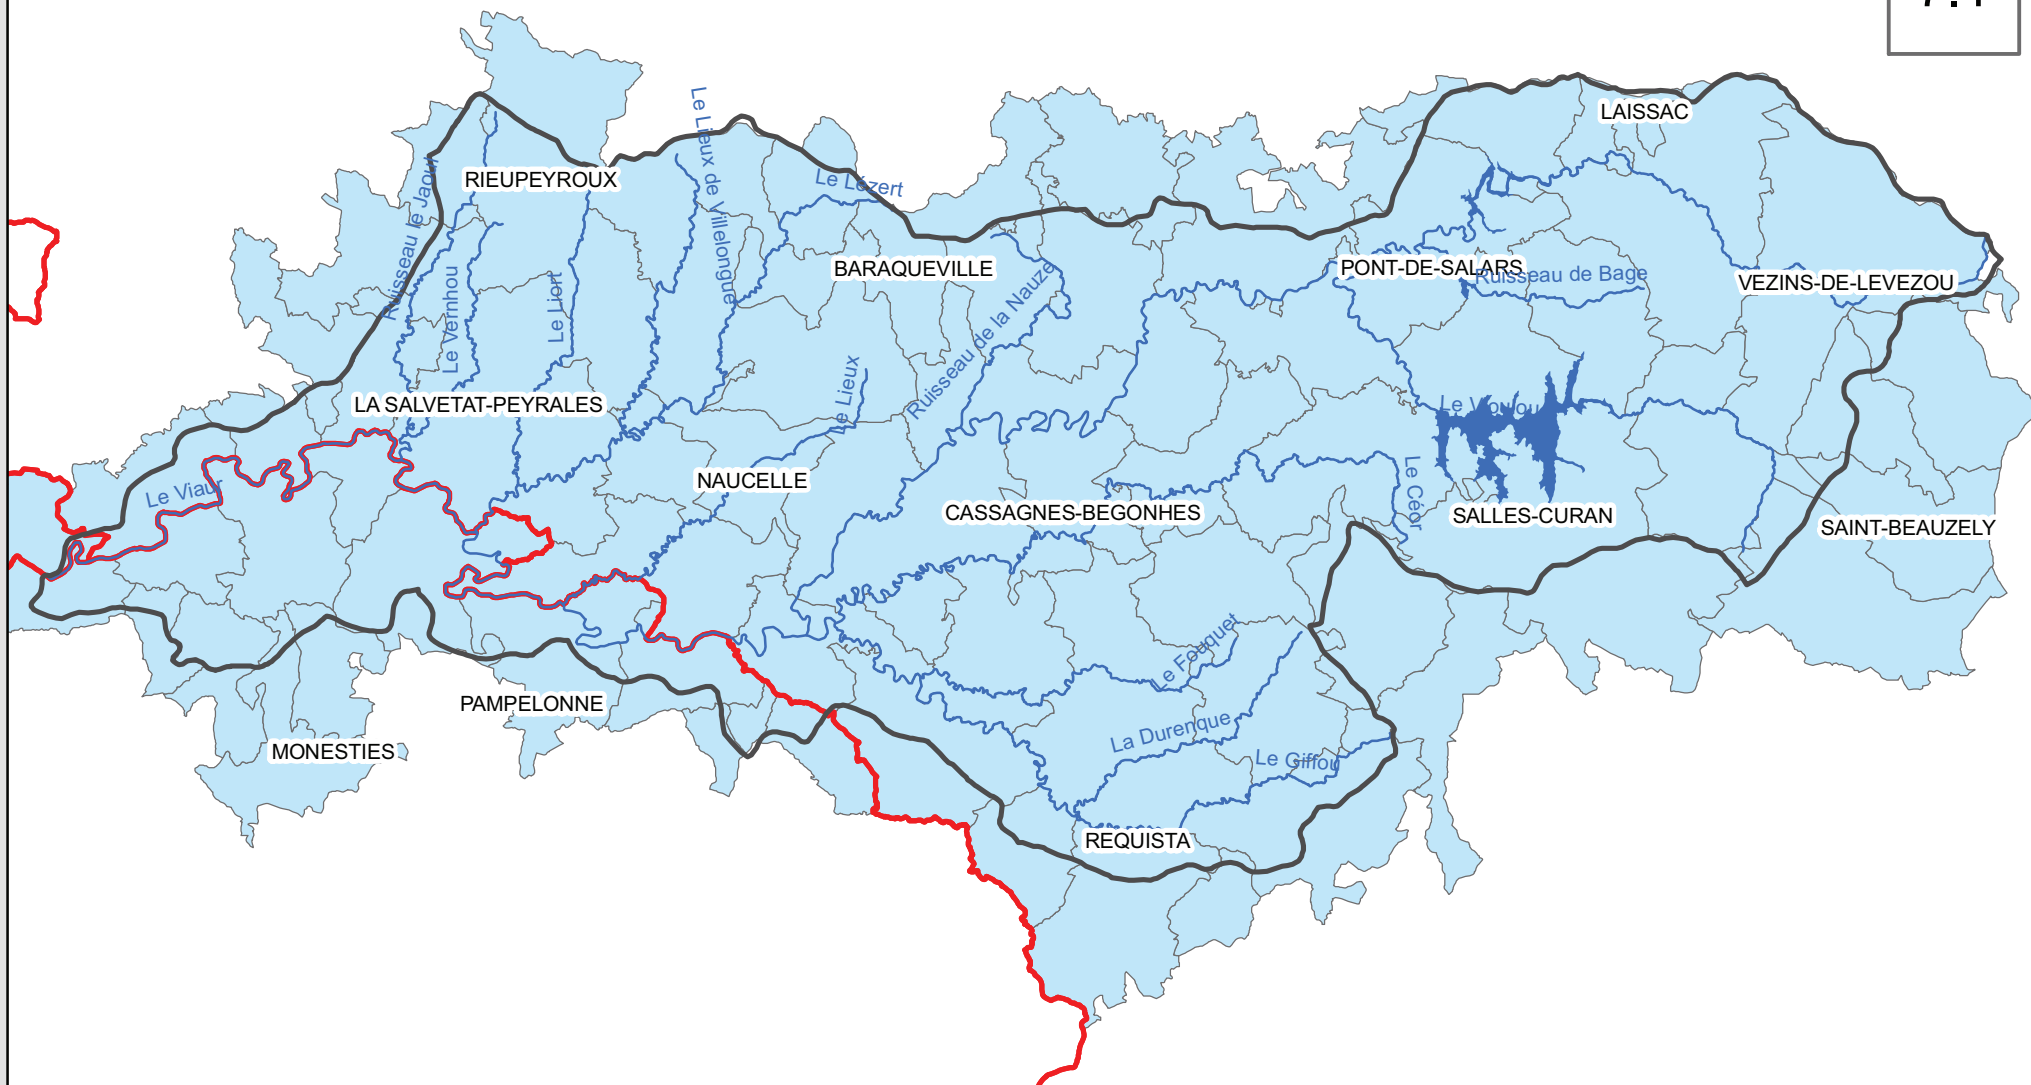 LAISSAC
Le Lieux de Villelongue
RIEUPEYROUX
Le Lézert
Ruisseau le Jaoul
BARAQUEVILLE
PONT-DE-SALARS
Ruisseau de Bage
VEZINS-DE-LEVEZOU
Le Vernhou
Le Liort
Ruisseau de la Nauze
Le Lieux
LA SALVETAT-PEYRALES
Le Vioulou
Le Viaur
NAUCELLE
Le Céor
CASSAGNES-BEGONHES
SALLES-CURAN
SAINT-BEAUZELY
Le Fouquet
PAMPELONNE
La Durenque
MONESTIES
Le Giffou
REQUISTA